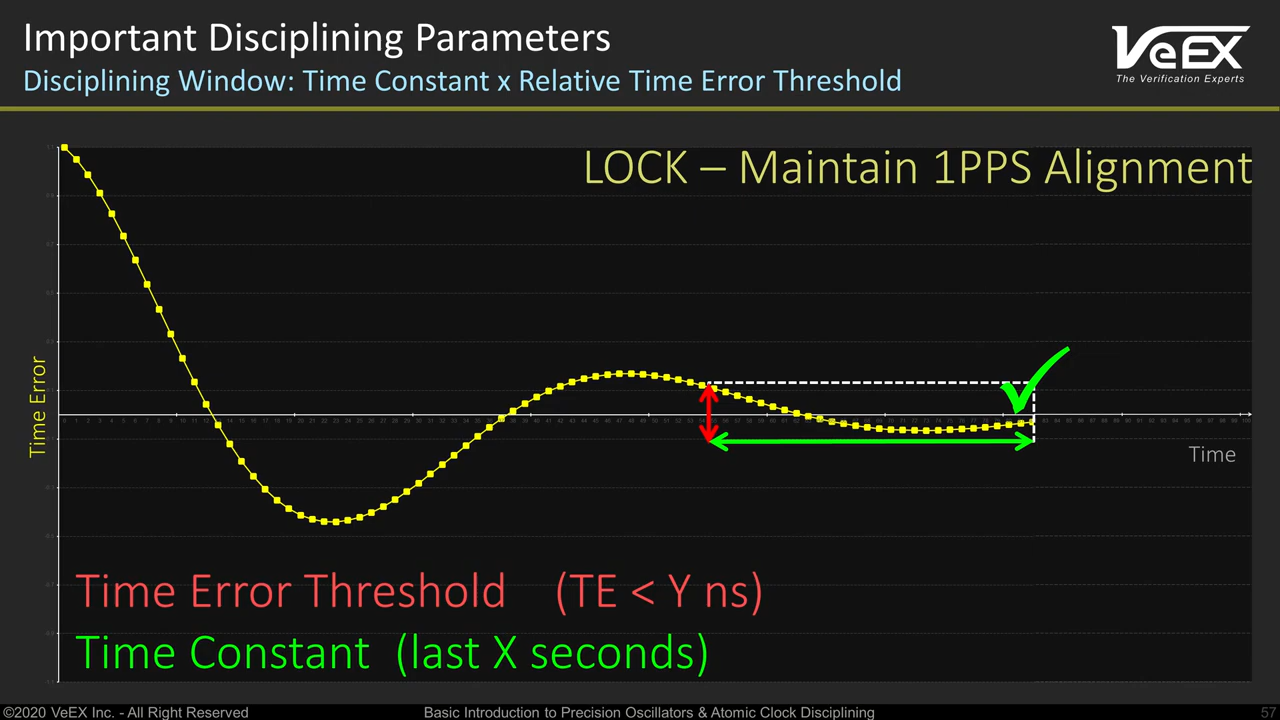 Important Disciplining Parameters
Disciplining Window: Time Constant x Relative Time Error Threshold
VeEX
The Verification Experts
LOCK – Maintain 1PPS Alignment
Time Error
Time
Time Error Threshold (TE < Y ns)
Time Constant (last X seconds)
©2020 VeEX Inc. - All Right Reserved
Basic Introduction to Precision Oscillators & Atomic Clock Disciplining
57